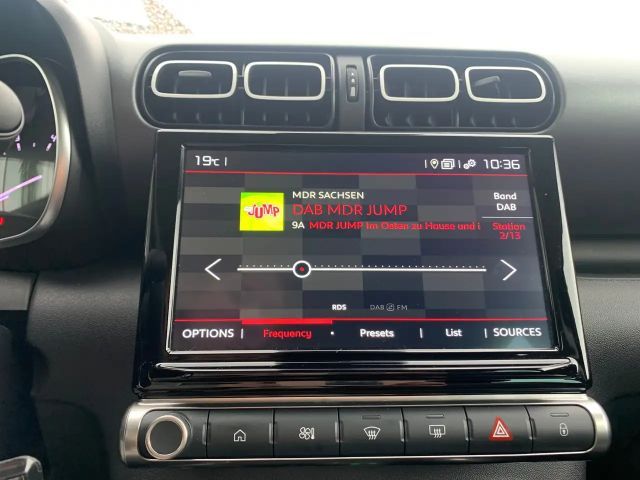 19°C
10:36
MDR SACHSEN
JUMP
DAB MDR JUMP
9A MDR JUMP Im Osten zu Hause und i
Band
DAB
Station
2/13
RDS DAB FM
OPTIONS Frequency Presets List SOURCES